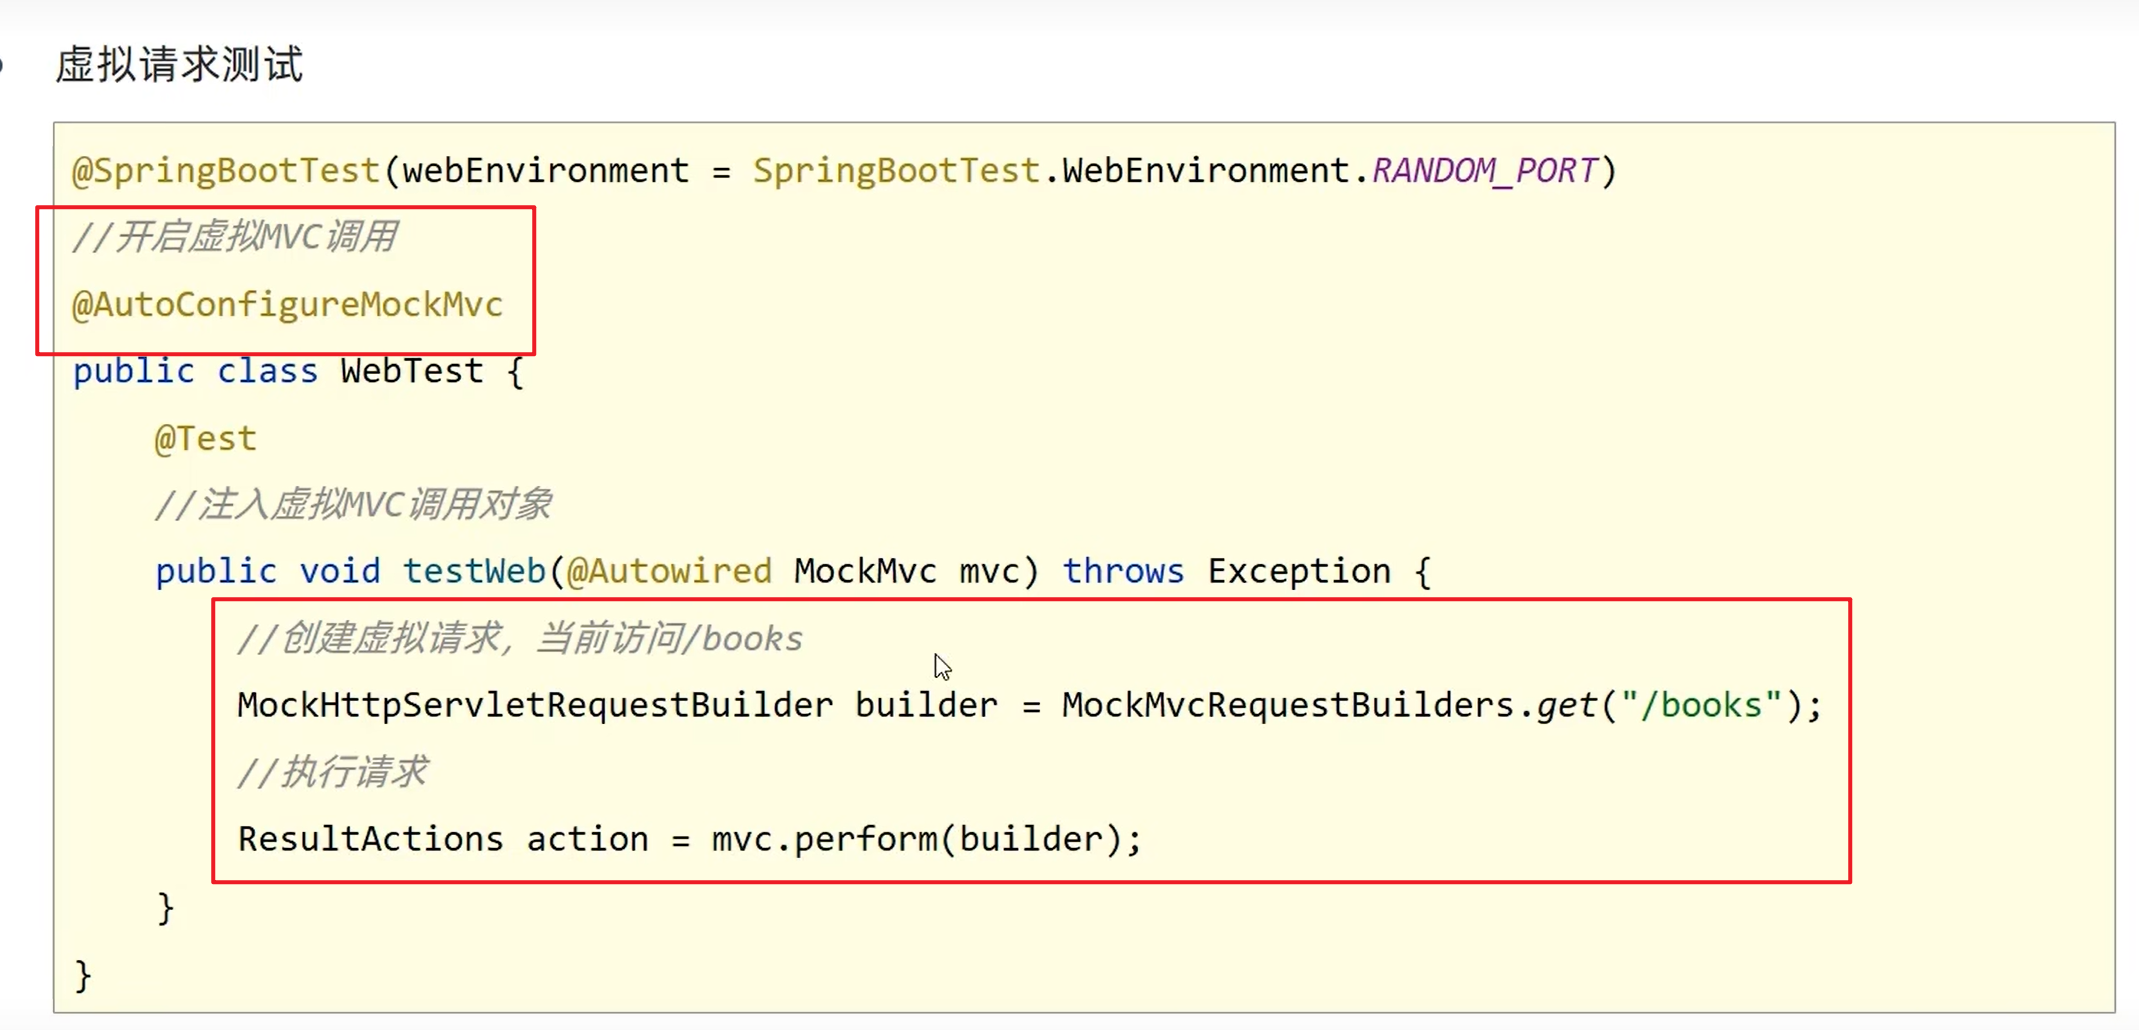 虚拟请求测试
@SpringBootTest(webEnvironment = SpringBootTest.WebEnvironment.RANDOM_PORT)
//开启虚拟MVC调用
@AutoConfigureMockMvc
public class WebTest {
@Test
//注入虚拟MVC调用对象
public void testWeb(@Autowired MockMvc mvc) throws Exception {
//创建虚拟请求，当前访问/books
MockHttpServletRequestBuilder builder = MockMvcRequestBuilders.get("/books");
//执行请求
ResultActions action = mvc.perform(builder);
}
}